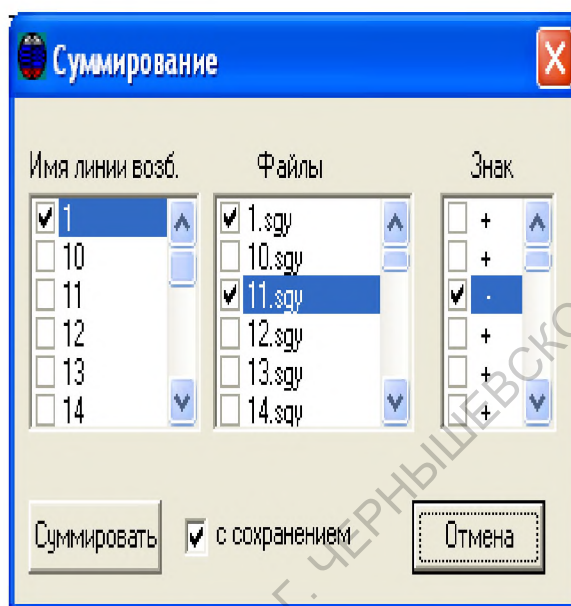 Суммирование
Имя линии возб. Файлы Знак
1 1.sgy +
10 10.sgy +
11 11.sgy -
12 12.sgy +
13 13.sgy +
14 14.sgy +
Суммировать с сохранением Отмена
Г. ЧЕРНЫШЕВСКО